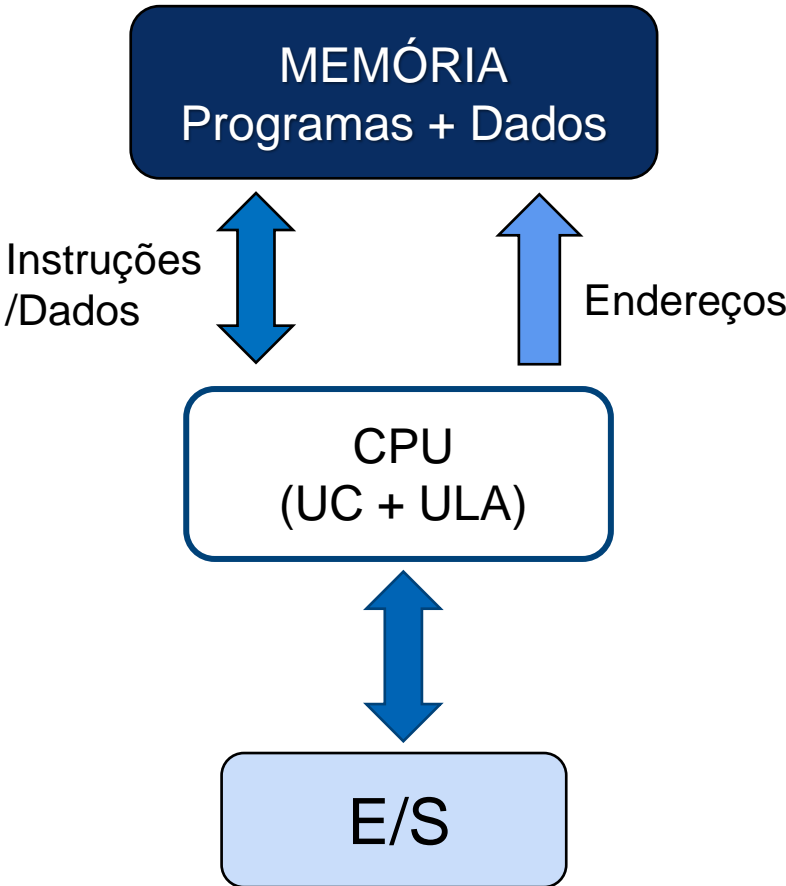 MEMÓRIA
Programas + Dados
Instruções
/Dados
Endereços
CPU
(UC + ULA)
E/S